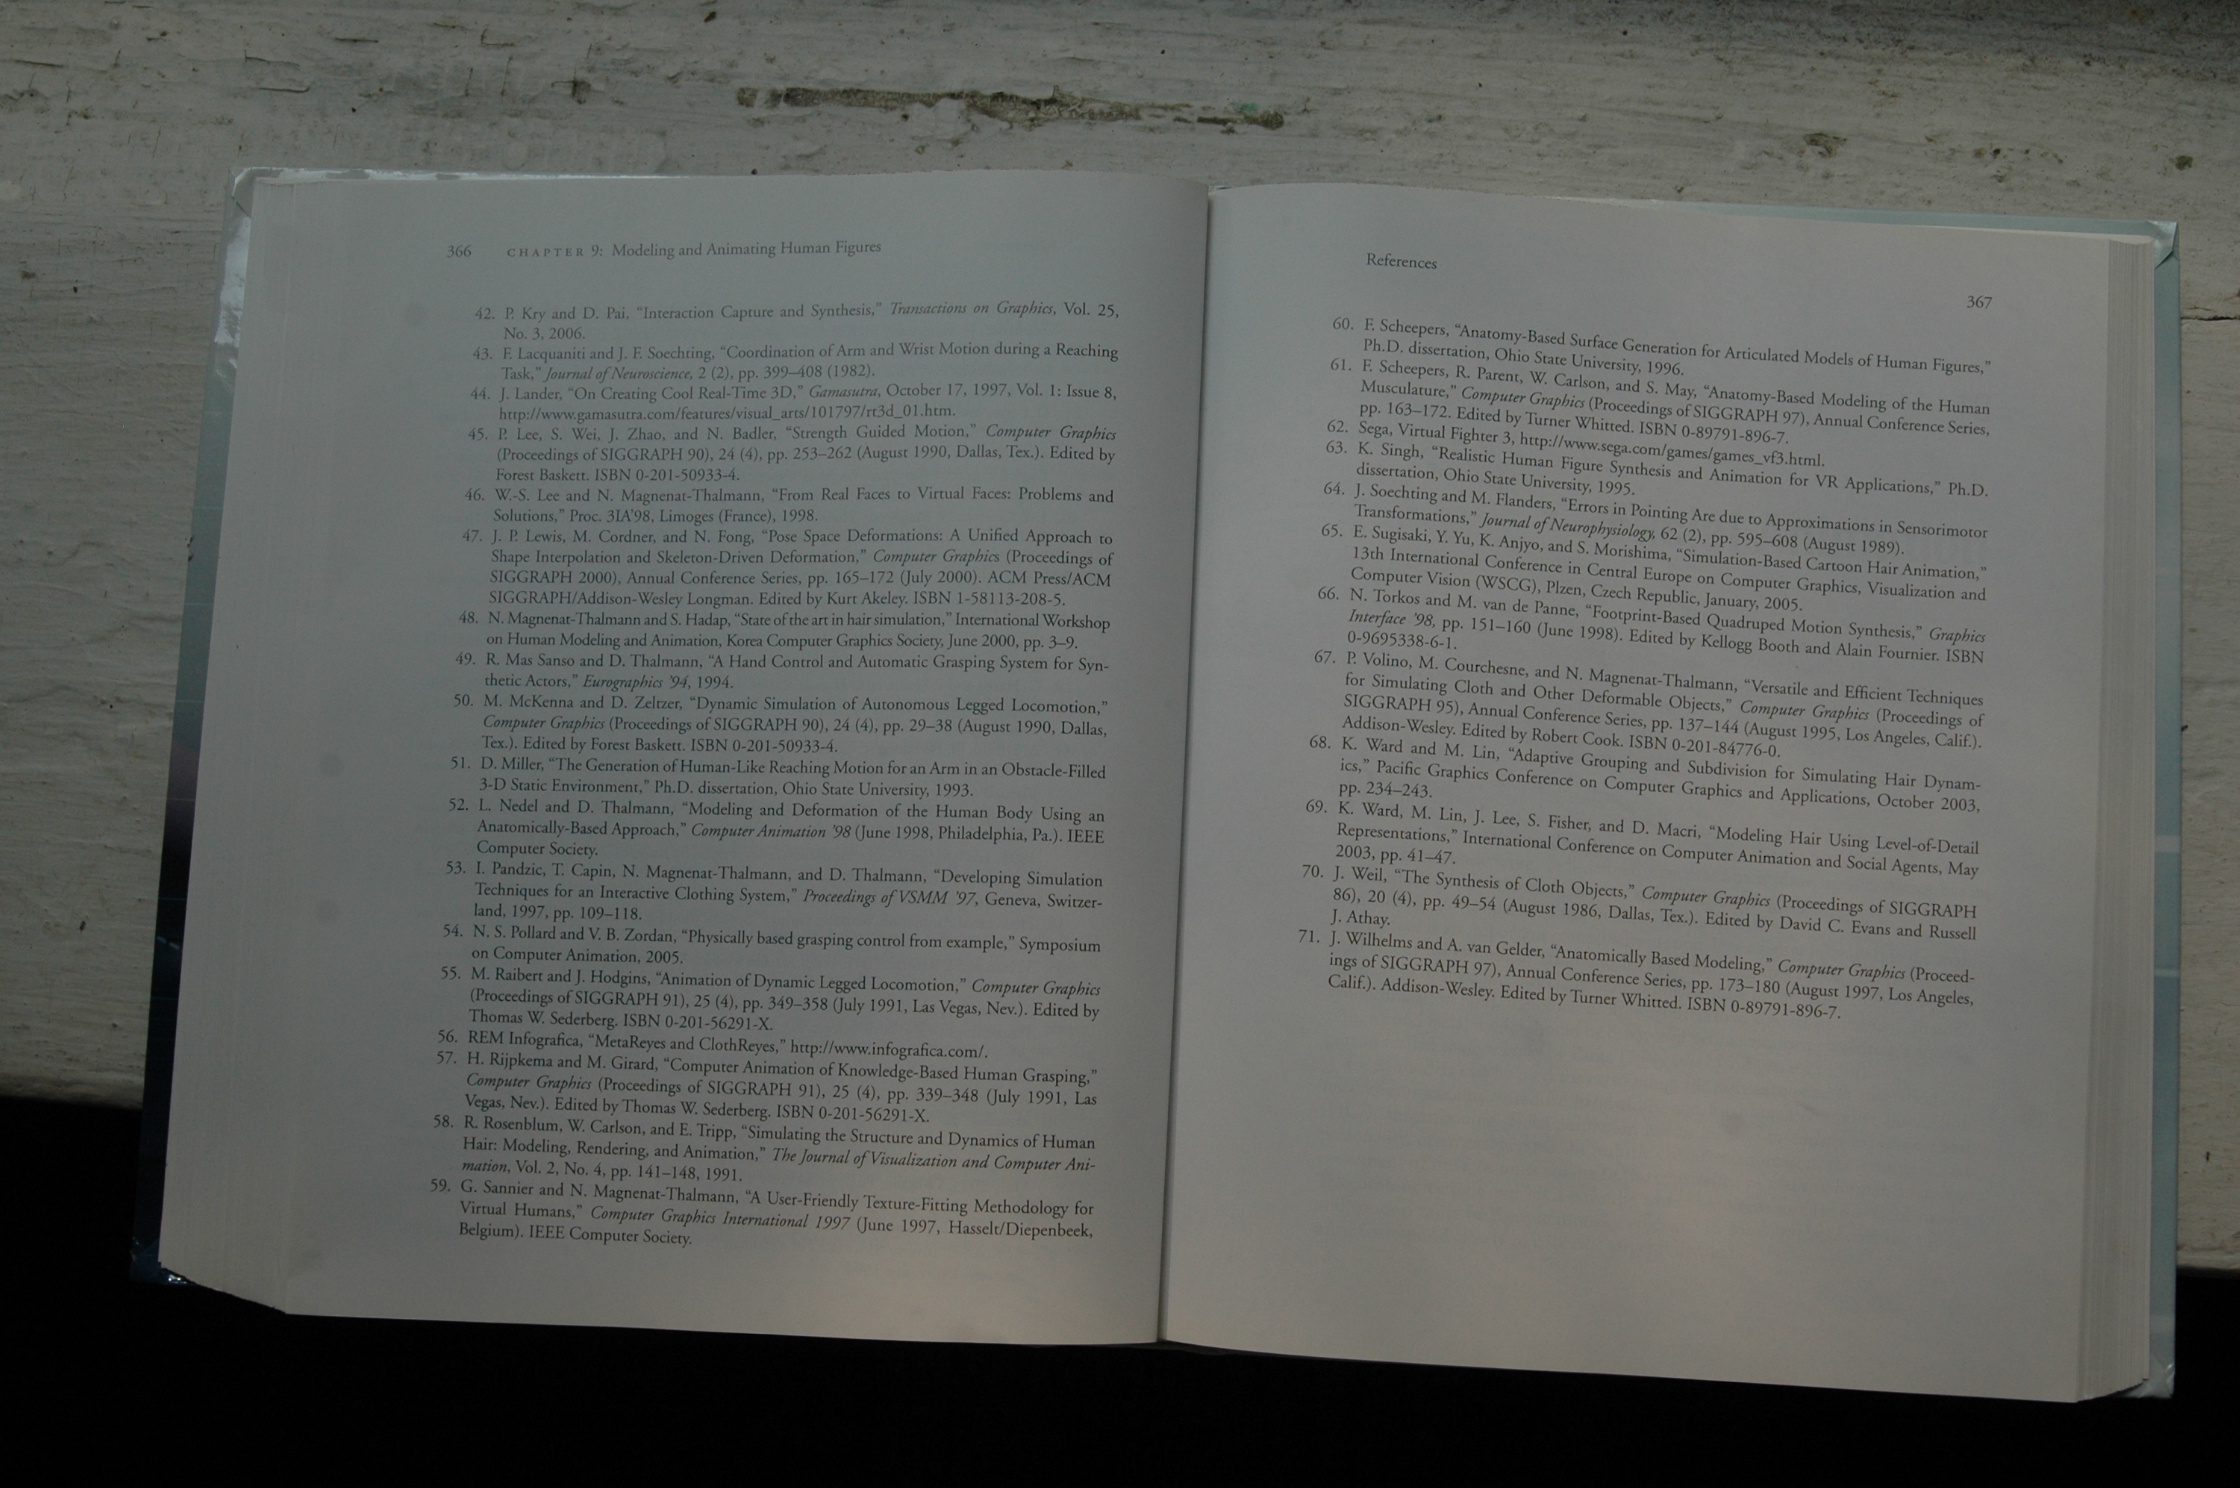 366 CHAPTER 9: Modeling and Animating Human Figures
42. P. Kry and D. Pai, “Interaction Capture and Synthesis,” Transactions on Graphics, Vol. 25,
No. 3, 2006.
43. F. Lacquaniti and J. F. Soechting, “Coordination of Arm and Wrist Motion during a Reaching
Task,” Journal of Neuroscience, 2 (2), pp. 399–408 (1982).
44. J. Lander, “On Creating Cool Real-Time 3D,” Gamasutra, October 17, 1997, Vol. 1: Issue 8,
http://www.gamasutra.com/features/visual_arts/101797/rt3d_01.htm.
45. P. Lee, S. Wei, J. Zhao, and N. Badler, “Strength Guided Motion,” Computer Graphics
(Proceedings of SIGGRAPH 90), 24 (4), pp. 253–262 (August 1990, Dallas, Tex.). Edited by
Forest Baskett. ISBN 0-201-50933-4.
46. W.-S. Lee and N. Magnenat-Thalmann, “From Real Faces to Virtual Faces: Problems and
Solutions,” Proc. 3IA’98, Limoges (France), 1998.
47. J. P. Lewis, M. Cordner, and N. Fong, “Pose Space Deformations: A Unified Approach to
Shape Interpolation and Skeleton-Driven Deformation,” Computer Graphics (Proceedings of
SIGGRAPH 2000), Annual Conference Series, pp. 165–172 (July 2000). ACM Press/ACM
SIGGRAPH/Addison-Wesley Longman. Edited by Kurt Akeley. ISBN 1-58113-208-5.
48. N. Magnenat-Thalmann and S. Hadap, “State of the art in hair simulation,” International Workshop
on Human Modeling and Animation, Korea Computer Graphics Society, June 2000, pp. 3–9.
49. R. Mas Sanso and D. Thalmann, “A Hand Control and Automatic Grasping System for Syn-
thetic Actors,” Eurographics ’94, 1994.
50. M. McKenna and D. Zeltzer, “Dynamic Simulation of Autonomous Legged Locomotion,”
Computer Graphics (Proceedings of SIGGRAPH 90), 24 (4), pp. 29–38 (August 1990, Dallas,
Tex.). Edited by Forest Baskett. ISBN 0-201-50933-4.
51. D. Miller, “The Generation of Human-Like Reaching Motion for an Arm in an Obstacle-Filled
3-D Static Environment,” Ph.D. dissertation, Ohio State University, 1993.
52. L. Nedel and D. Thalmann, “Modeling and Deformation of the Human Body Using an
Anatomically-Based Approach,” Computer Animation ’98 (June 1998, Philadelphia, Pa.). IEEE
Computer Society.
53. I. Pandzic, T. Capin, N. Magnenat-Thalmann, and D. Thalmann, “Developing Simulation
Techniques for an Interactive Clothing System,” Proceedings of VSMM ’97, Geneva, Switzer-
land, 1997, pp. 109–118.
54. N. S. Pollard and V. B. Zordan, “Physically based grasping control from example,” Symposium
on Computer Animation, 2005.
55. M. Raibert and J. Hodgins, “Animation of Dynamic Legged Locomotion,” Computer Graphics
(Proceedings of SIGGRAPH 91), 25 (4), pp. 349–358 (July 1991, Las Vegas, Nev.). Edited by
Thomas W. Sederberg. ISBN 0-201-56291-X.
56. REM Infografica, “MetaReyes and ClothReyes,” http://www.infografica.com/.
57. H. Rijpkema and M. Girard, “Computer Animation of Knowledge-Based Human Grasping,”
Computer Graphics (Proceedings of SIGGRAPH 91), 25 (4), pp. 339–348 (July 1991, Las
Vegas, Nev.). Edited by Thomas W. Sederberg. ISBN 0-201-56291-X.
58. R. Rosenblum, W. Carlson, and E. Tripp, “Simulating the Structure and Dynamics of Human
Hair: Modeling, Rendering, and Animation,” The Journal of Visualization and Computer Ani-
mation, Vol. 2, No. 4, pp. 141–148, 1991.
59. G. Sannier and N. Magnenat-Thalmann, “A User-Friendly Texture-Fitting Methodology for
Virtual Humans,” Computer Graphics International 1997 (June 1997, Hasselt/Diepenbeek,
Belgium). IEEE Computer Society.
References
367
60. F. Scheepers, “Anatomy-Based Surface Generation for Articulated Models of Human Figures,”
Ph.D. dissertation, Ohio State University, 1996.
61. F. Scheepers, R. Parent, W. Carlson, and S. May, “Anatomy-Based Modeling of the Human
Musculature,” Computer Graphics (Proceedings of SIGGRAPH 97), Annual Conference Series,
pp. 163–172. Edited by Turner Whitted. ISBN 0-89791-896-7.
62. Sega, Virtual Fighter 3, http://www.sega.com/games/games_vf3.html.
63. K. Singh, “Realistic Human Figure Synthesis and Animation for VR Applications,” Ph.D.
dissertation, Ohio State University, 1995.
64. J. Soechting and M. Flanders, “Errors in Pointing Are due to Approximations in Sensorimotor
Transformations,” Journal of Neurophysiology, 62 (2), pp. 595–608 (August 1989).
65. E. Sugisaki, Y. Yu, K. Anjyo, and S. Morishima, “Simulation-Based Cartoon Hair Animation,”
13th International Conference in Central Europe on Computer Graphics, Visualization and
Computer Vision (WSCG), Plzen, Czech Republic, January, 2005.
66. N. Torkos and M. van de Panne, “Footprint-Based Quadruped Motion Synthesis,” Graphics
Interface ’98, pp. 151–160 (June 1998). Edited by Kellogg Booth and Alain Fournier. ISBN
0-9695338-6-1.
67. P. Volino, M. Courchesne, and N. Magnenat-Thalmann, “Versatile and Efficient Techniques
for Simulating Cloth and Other Deformable Objects,” Computer Graphics (Proceedings of
SIGGRAPH 95), Annual Conference Series, pp. 137–144 (August 1995, Los Angeles, Calif.).
Addison-Wesley. Edited by Robert Cook. ISBN 0-201-84776-0.
68. K. Ward and M. Lin, “Adaptive Grouping and Subdivision for Simulating Hair Dynam-
ics,” Pacific Graphics Conference on Computer Graphics and Applications, October 2003,
pp. 234–243.
69. K. Ward, M. Lin, J. Lee, S. Fisher, and D. Macri, “Modeling Hair Using Level-of-Detail
Representations,” International Conference on Computer Animation and Social Agents, May
2003, pp. 41–47.
70. J. Weil, “The Synthesis of Cloth Objects,” Computer Graphics (Proceedings of SIGGRAPH
86), 20 (4), pp. 49–54 (August 1986, Dallas, Tex.). Edited by David C. Evans and Russell
J. Athay.
71. J. Wilhelms and A. van Gelder, “Anatomically Based Modeling,” Computer Graphics (Proceed-
ings of SIGGRAPH 97), Annual Conference Series, pp. 173–180 (August 1997, Los Angeles,
Calif.). Addison-Wesley. Edited by Turner Whitted. ISBN 0-89791-896-7.